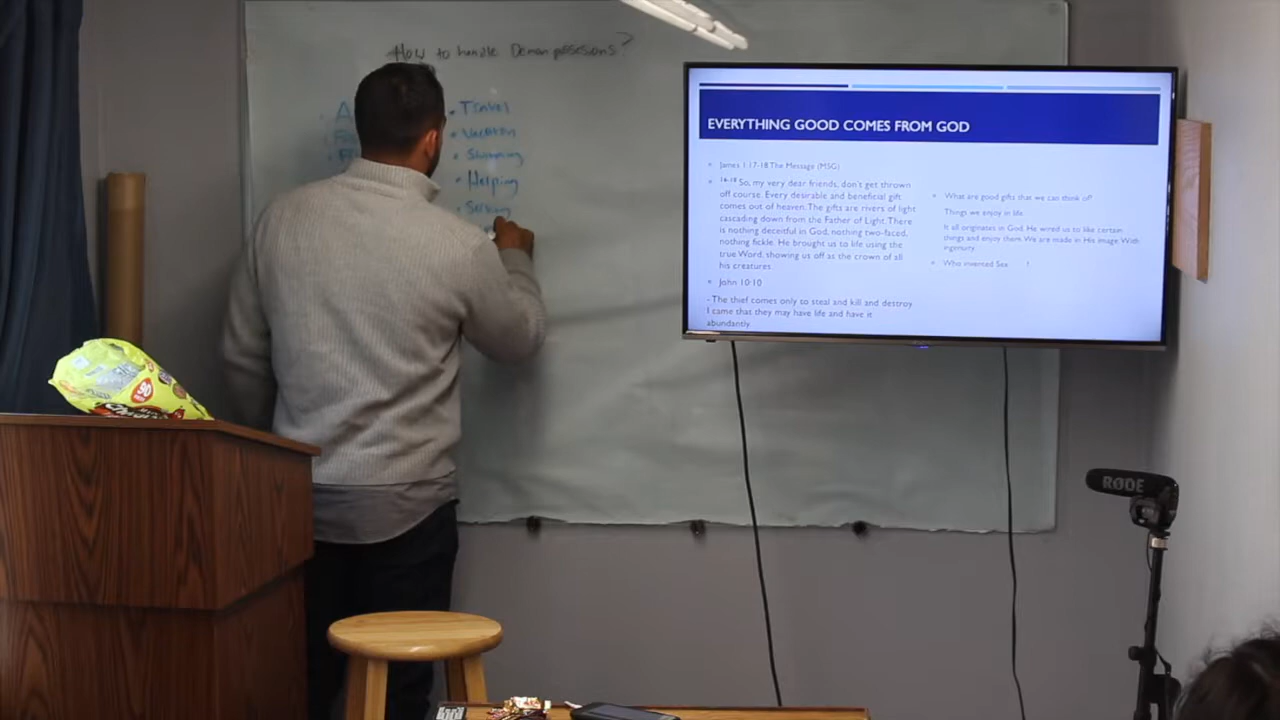 How to handle Demon possesions?
• Travel
• Vacation
• Swimming
• Helping
• Serving
EVERYTHING GOOD COMES FROM GOD
James 1:17-18 The Message (MSG)
16-18 So, my very dear friends, don't get thrown
off course. Every desirable and beneficial gift
comes out of heaven. The gifts are rivers of light
cascading down from the Father of Light. There
is nothing deceitful in God, nothing two-faced,
nothing fickle. He brought us to life using the
true Word, showing us off as the crown of all
his creatures
John 10:10
- The thief comes only to steal and kill and destroy
I came that they may have life and have it
abundantly.
What are good gifts that we can think of?
Things we enjoy in life
It all originates in God. He wired us to like certain
things and enjoy them. We are made in His image. With
ingenuity.
Who invented Sex !
RØDE